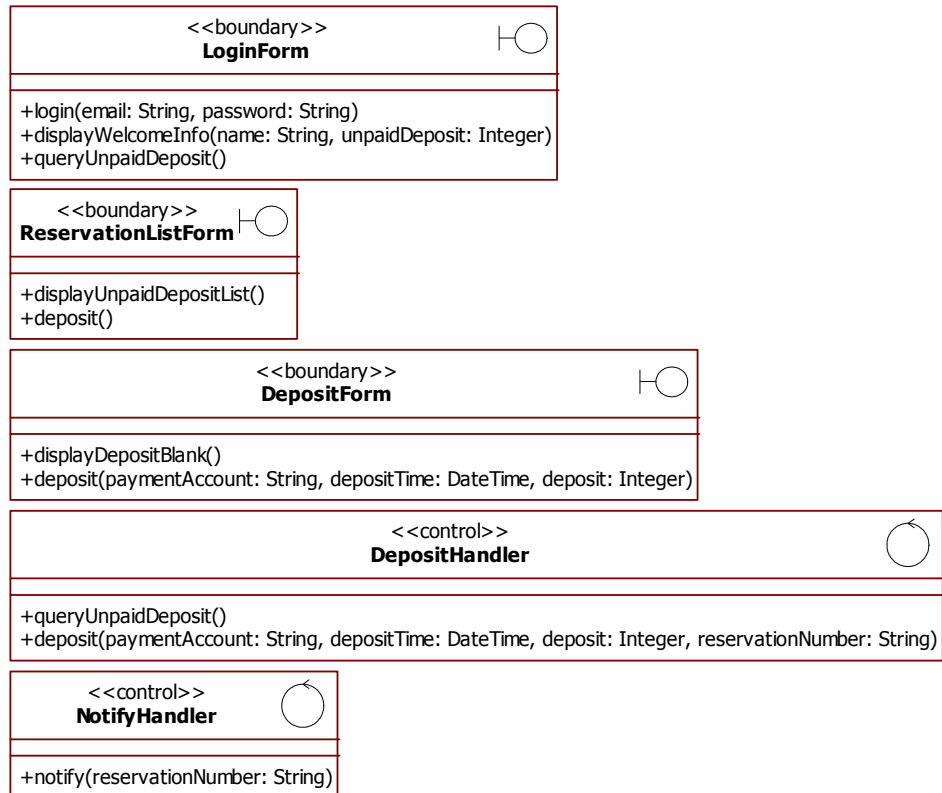 <<boundary>>
LoginForm
+login(email: String, password: String)
+displayWelcomeInfo(name: String, unpaidDeposit: Integer)
+queryUnpaidDeposit()
<<boundary>>
ReservationListForm
+displayUnpaidDepositList()
+deposit()
<<boundary>>
DepositForm
+displayDepositBlank()
+deposit(paymentAccount: String, depositTime: DateTime, deposit: Integer)
<<control>>
DepositHandler
+queryUnpaidDeposit()
+deposit(paymentAccount: String, depositTime: DateTime, deposit: Integer, reservationNumber: String)
<<control>>
NotifyHandler
+notify(reservationNumber: String)